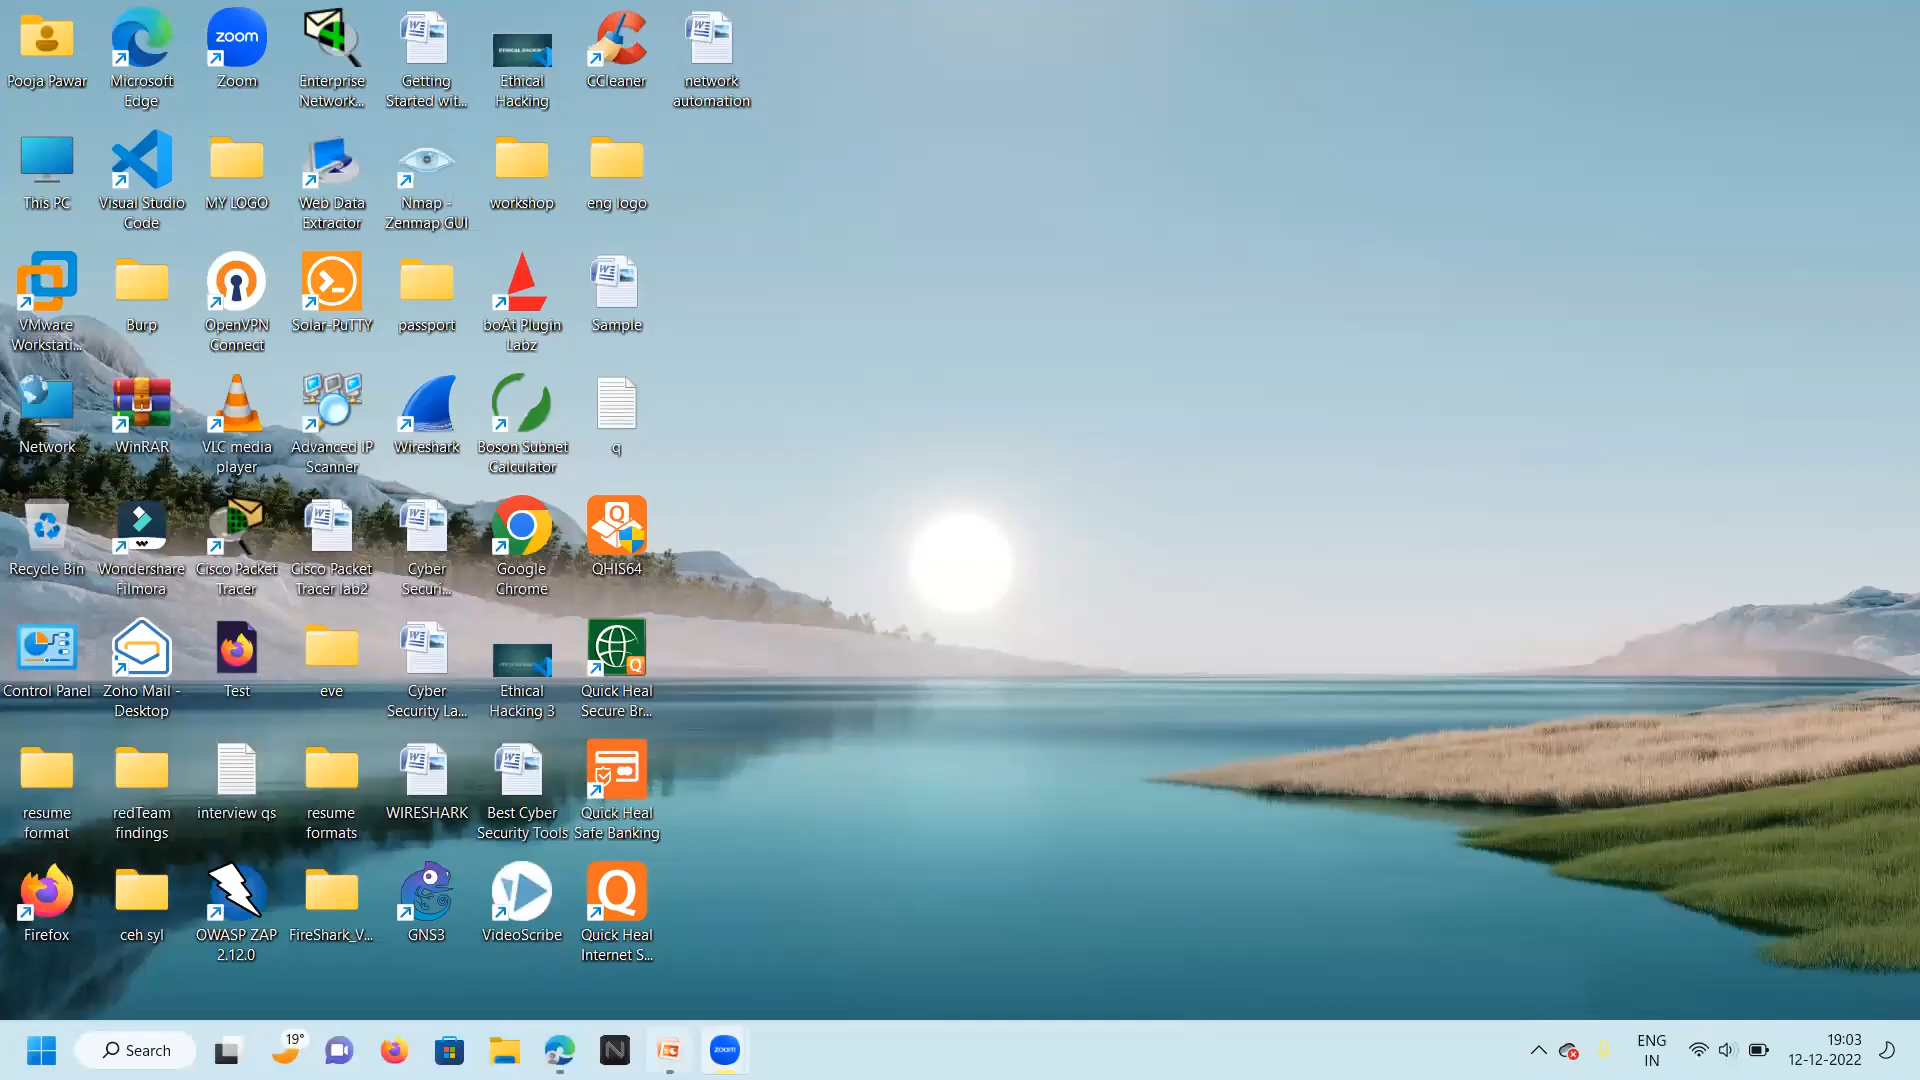 Pooja Pawar
Microsoft
Edge
zoom
Zoom
Enterprise
Network...
Getting
Started wit...
ETHICAL HACKING
Ethical
Hacking
CCleaner
network
automation
This PC
Visual Studio
Code
MY LOGO
Web Data
Extractor
Nmap -
Zenmap GUI
workshop
eng logo
VMware
Workstati...
Burp
OpenVPN
Connect
Solar-PuTTY
passport
boAt Plugin
Labz
Sample
Network
WinRAR
VLC media
player
Advanced IP
Scanner
Wireshark
Boson Subnet
Calculator
q
Recycle Bin
Wondershare
Filmora
Cisco Packet
Tracer
Cisco Packet
Tracer lab2
Cyber
Securi...
Google
Chrome
QHIS64
Control Panel
Zoho Mail -
Desktop
Test
eve
Cyber
Security La...
Ethical
Hacking 3
Quick Heal
Secure Br...
resume
format
redTeam
findings
interview qs
resume
formats
WIRESHARK
Best Cyber
Security Tools
Quick Heal
Safe Banking
Firefox
ceh syl
OWASP ZAP
2.12.0
FireShark_V...
GNS3
VideoScribe
Quick Heal
Internet S...
Search
19°
zoom
ENG
IN
19:03
12-12-2022